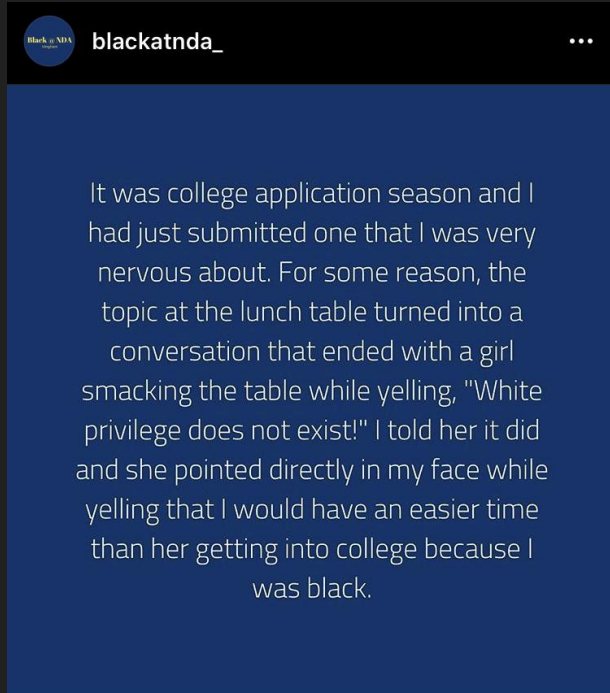 Black @ NDA
Hingham
blackatnda_
It was college application season and I
had just submitted one that I was very
nervous about. For some reason, the
topic at the lunch table turned into a
conversation that ended with a girl
smacking the table while yelling, "White
privilege does not exist!" I told her it did
and she pointed directly in my face while
yelling that I would have an easier time
than her getting into college because I
was black.